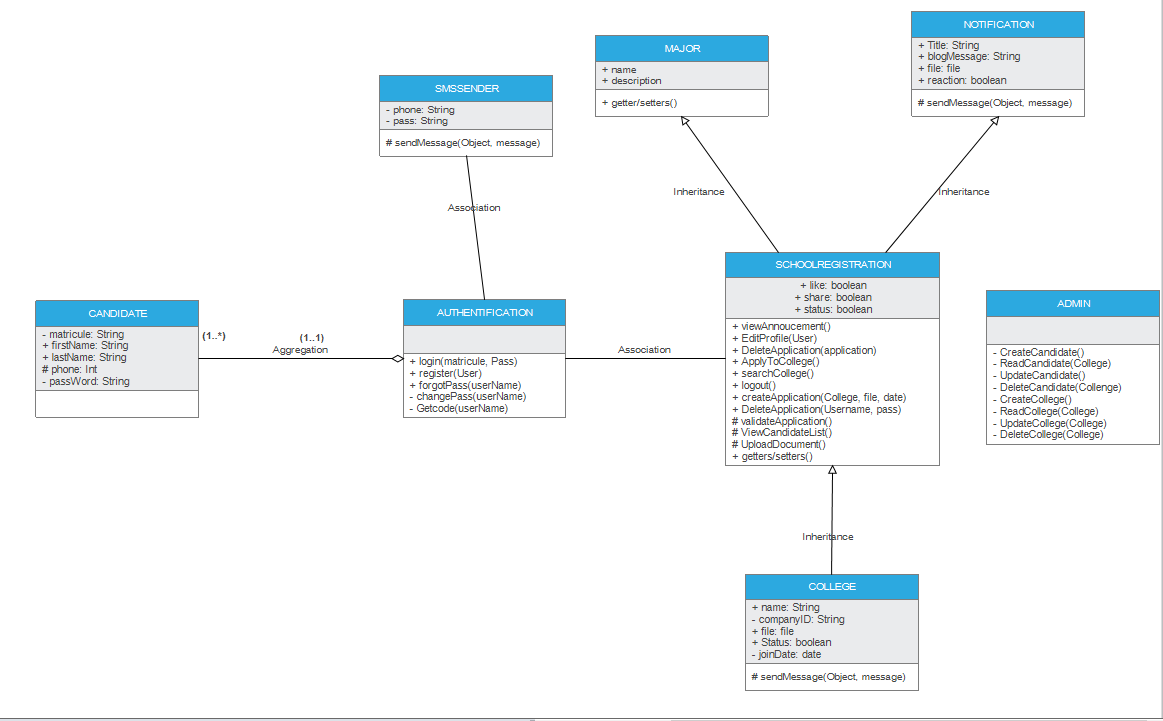 NOTIFICATION
+ Title: String
+ blogMessage: String
+ file: file
+ reaction: boolean
# sendMessage(Object, message)
MAJOR
+ name
+ description
+ getter/setters()
SMSSENDER
- phone: String
- pass: String
# sendMessage(Object, message)
Inheritance
Inheritance
Association
SCHOOLREGISTRATION
+ like: boolean
+ share: boolean
+ status: boolean
+ viewAnnoucement()
+ EditProfile(User)
+ DeleteApplication(application)
+ ApplyToCollege()
+ searchCollege()
+ logout()
+ createApplication(College, file, date)
+ DeleteApplication(Username, pass)
# validateApplication()
# ViewCandidateList()
# UploadDocument()
+ getters/setters()
ADMIN
- CreateCandidate()
- ReadCandidate(College)
- UpdateCandidate()
- DeleteCandidate(Collenge)
- CreateCollege()
- ReadCollege(College)
- UpdateCollege(College)
- DeleteCollege(College)
CANDIDATE
- matricule: String
+ firstName: String
+ lastName: String
# phone: Int
- passWord: String
(1..*)
(1..1)
Aggregation
AUTHENTIFICATION
+ login(matricule, Pass)
+ register(User)
+ forgotPass(userName)
- changePass(userName)
- Getcode(userName)
Association
Inheritance
COLLEGE
+ name: String
- companyID: String
+ file: file
+ Status: boolean
- joinDate: date
# sendMessage(Object, message)